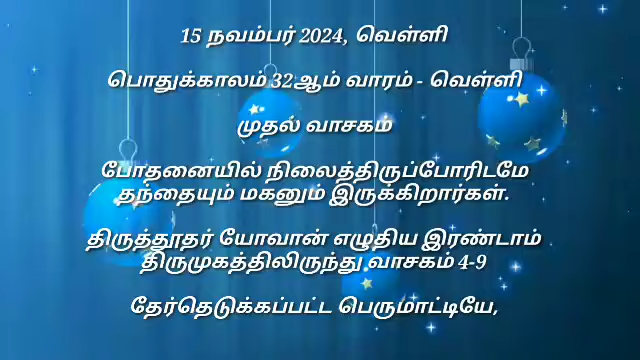 15 நவம்பர் 2024, வெள்ளி
பொதுக்காலம் 32ஆம் வாரம் - வெள்ளி
முதல் வாசகம்
போதனையில் நிலைத்திருப்போரிடமே
தந்தையும் மகனும் இருக்கிறார்கள்.
திருத்தூதர் யோவான் எழுதிய இரண்டாம்
திருமுகத்திலிருந்து வாசகம் 4-9
தேர்தெடுக்கப்பட்ட பெருமாட்டியே,